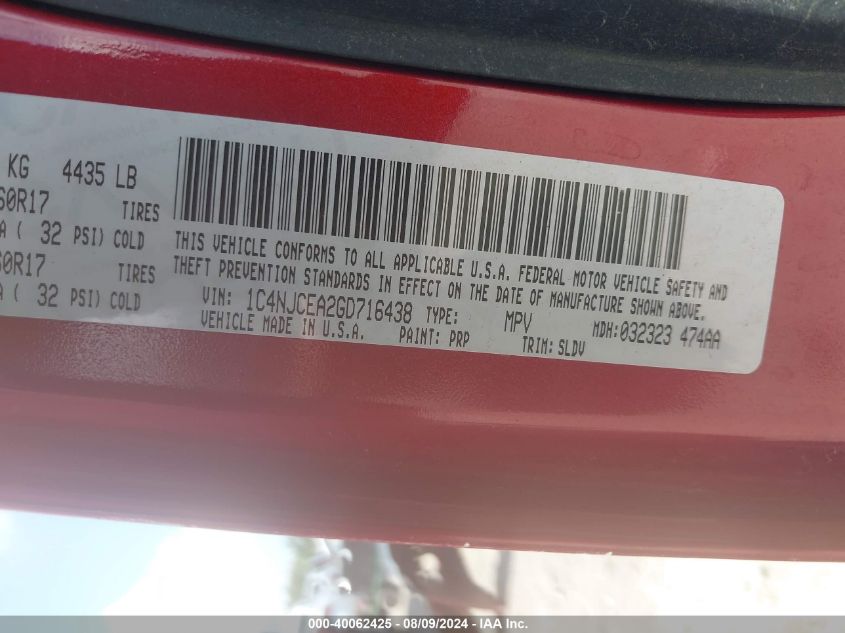 KG 4435 LB
60R17 TIRES
A ( 32 PSI) COLD
60R17 TIRES
A ( 32 PSI) COLD
THIS VEHICLE CONFORMS TO ALL APPLICABLE U.S.A. FEDERAL MOTOR VEHICLE SAFETY AND
THEFT PREVENTION STANDARDS IN EFFECT ON THE DATE OF MANUFACTURE SHOWN ABOVE.
VIN: 1C4NJCEA2GD716438 TYPE: MPV MDH:032323 474AA
VEHICLE MADE IN U.S.A. PAINT: PRP TRIM: SLDV
000-40062425 - 08/09/2024 - IAA Inc.